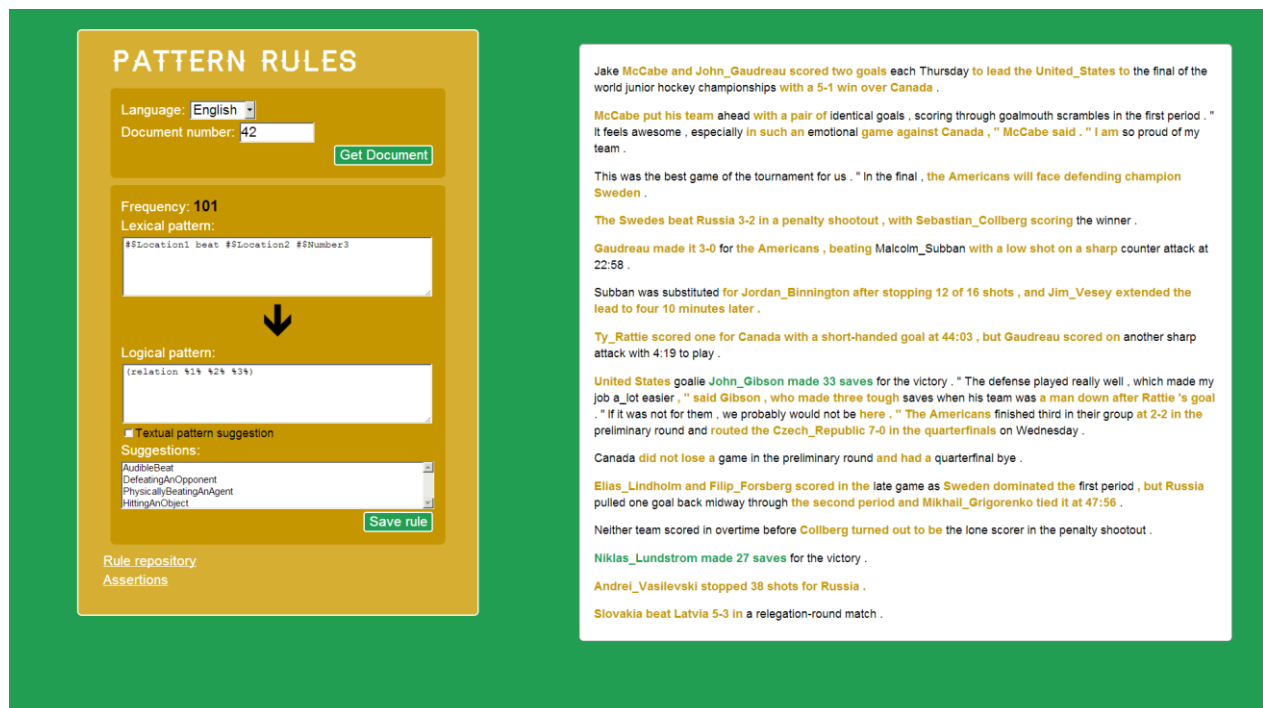 PATTERN RULES
Language: English
Document number: 42
Get Document
Frequency: 101
Lexical pattern:
#$Location1 beat #$Location2 #$Number3
Logical pattern:
(relation %1% %2% %3%)
Textual pattern suggestion
Suggestions:
AudibleBeat
DefeatingAnOpponent
PhysicallyBeatingAnAgent
HittingAnObject
Save rule
Rule repository
Assertions
Jake McCabe and John_Gaudreau scored two goals each Thursday to lead the United_States to the final of the
world junior hockey championships with a 5-1 win over Canada .
McCabe put his team ahead with a pair of identical goals , scoring through goalmouth scrambles in the first period . "
It feels awesome , especially in such an emotional game against Canada , " McCabe said . " I am so proud of my
team .
This was the best game of the tournament for us . " In the final , the Americans will face defending champion
Sweden .
The Swedes beat Russia 3-2 in a penalty shootout , with Sebastian_Collberg scoring the winner .
Gaudreau made it 3-0 for the Americans , beating Malcolm_Subban with a low shot on a sharp counter attack at
22:58 .
Subban was substituted for Jordan_Binnington after stopping 12 of 16 shots , and Jim_Vesey extended the
lead to four 10 minutes later .
Ty_Rattie scored one for Canada with a short-handed goal at 44:03 , but Gaudreau scored on another sharp
attack with 4:19 to play .
United States goalie John_Gibson made 33 saves for the victory . " The defense played really well , which made my
job a_lot easier , " said Gibson , who made three tough saves when his team was a man down after Rattie 's goal
. " If it was not for them , we probably would not be here . " The Americans finished third in their group at 2-2 in the
preliminary round and routed the Czech_Republic 7-0 in the quarterfinals on Wednesday .
Canada did not lose a game in the preliminary round and had a quarterfinal bye .
Elias_Lindholm and Filip_Forsberg scored in the late game as Sweden dominated the first period , but Russia
pulled one goal back midway through the second period and Mikhail_Grigorenko tied it at 47:56 .
Neither team scored in overtime before Collberg turned out to be the lone scorer in the penalty shootout .
Niklas_Lundstrom made 27 saves for the victory .
Andrei_Vasilevski stopped 38 shots for Russia .
Slovakia beat Latvia 5-3 in a relegation-round match .